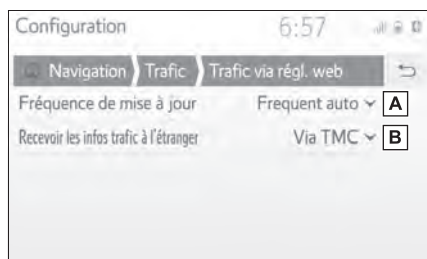 Configuration 6:57
Navigation Trafic Trafic via régl. web
Fréquence de mise à jour Frequent auto A
Recevoir les infos trafic à l'étranger Via TMC B